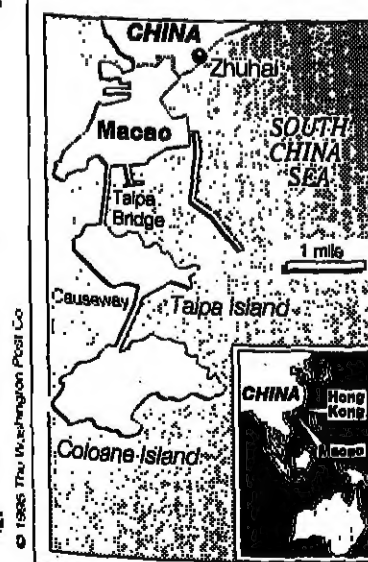 CHINA
Zhuhai
Macao
SOUTH
CHINA
SEA
Taipa
Bridge
1 mile
Causeway
Taipa Island
Coloane Island
CHINA
Hong
Kong
Macao
© 1995 The Washington Post Co